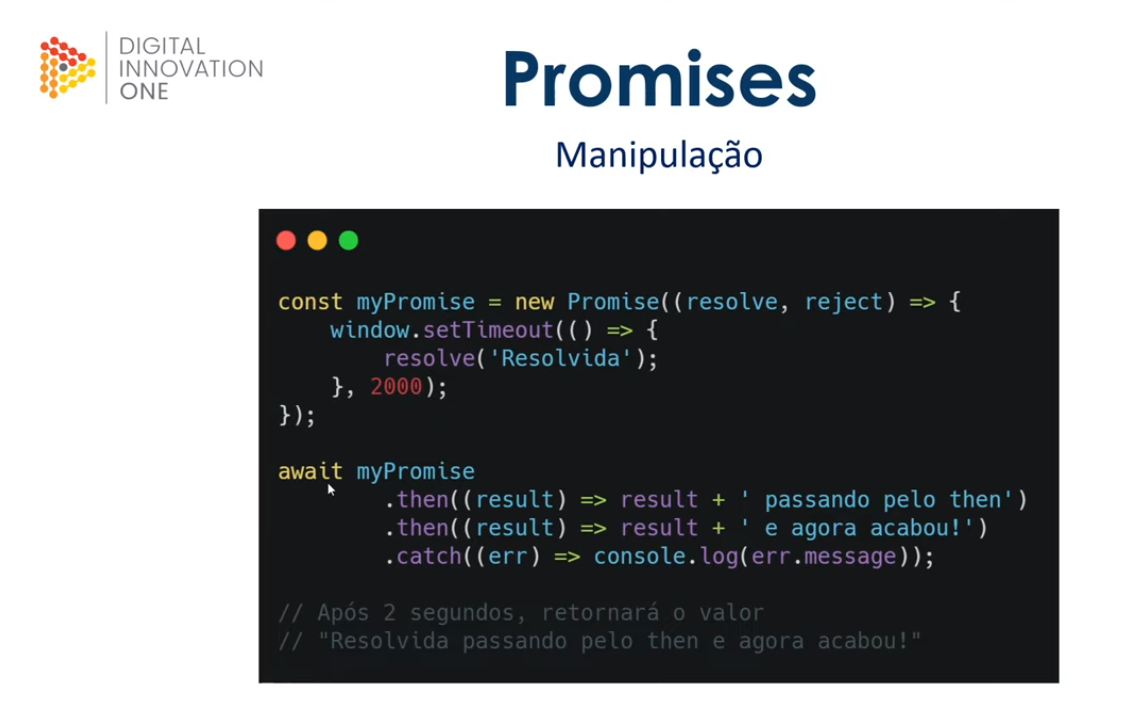 DIGITAL
INNOVATION
ONE
Promises
Manipulação
const myPromise = new Promise((resolve, reject) => {
    window.setTimeout(() => {
        resolve('Resolvida');
    }, 2000);
});
await myPromise
        .then((result) => result + ' passando pelo then')
        .then((result) => result + ' e agora acabou!')
        .catch((err) => console.log(err.message));
// Após 2 segundos, retornará o valor
// "Resolvida passando pelo then e agora acabou!"